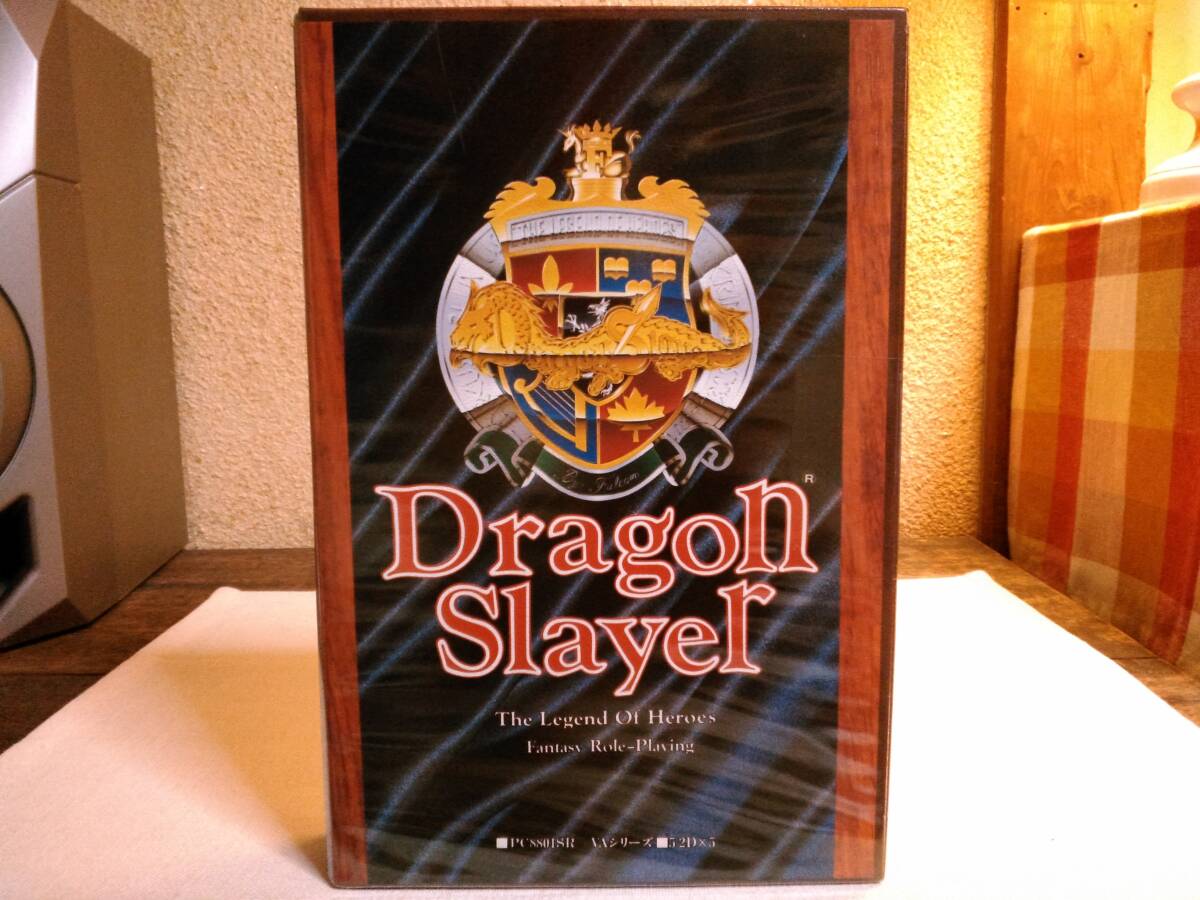 F
THE LEGEND OF HEROES
Falcom
Dragon®
Slayer
The Legend Of Heroes
Fantasy Role-Playing
■PC8801SR VAシリーズ■5'2D×5